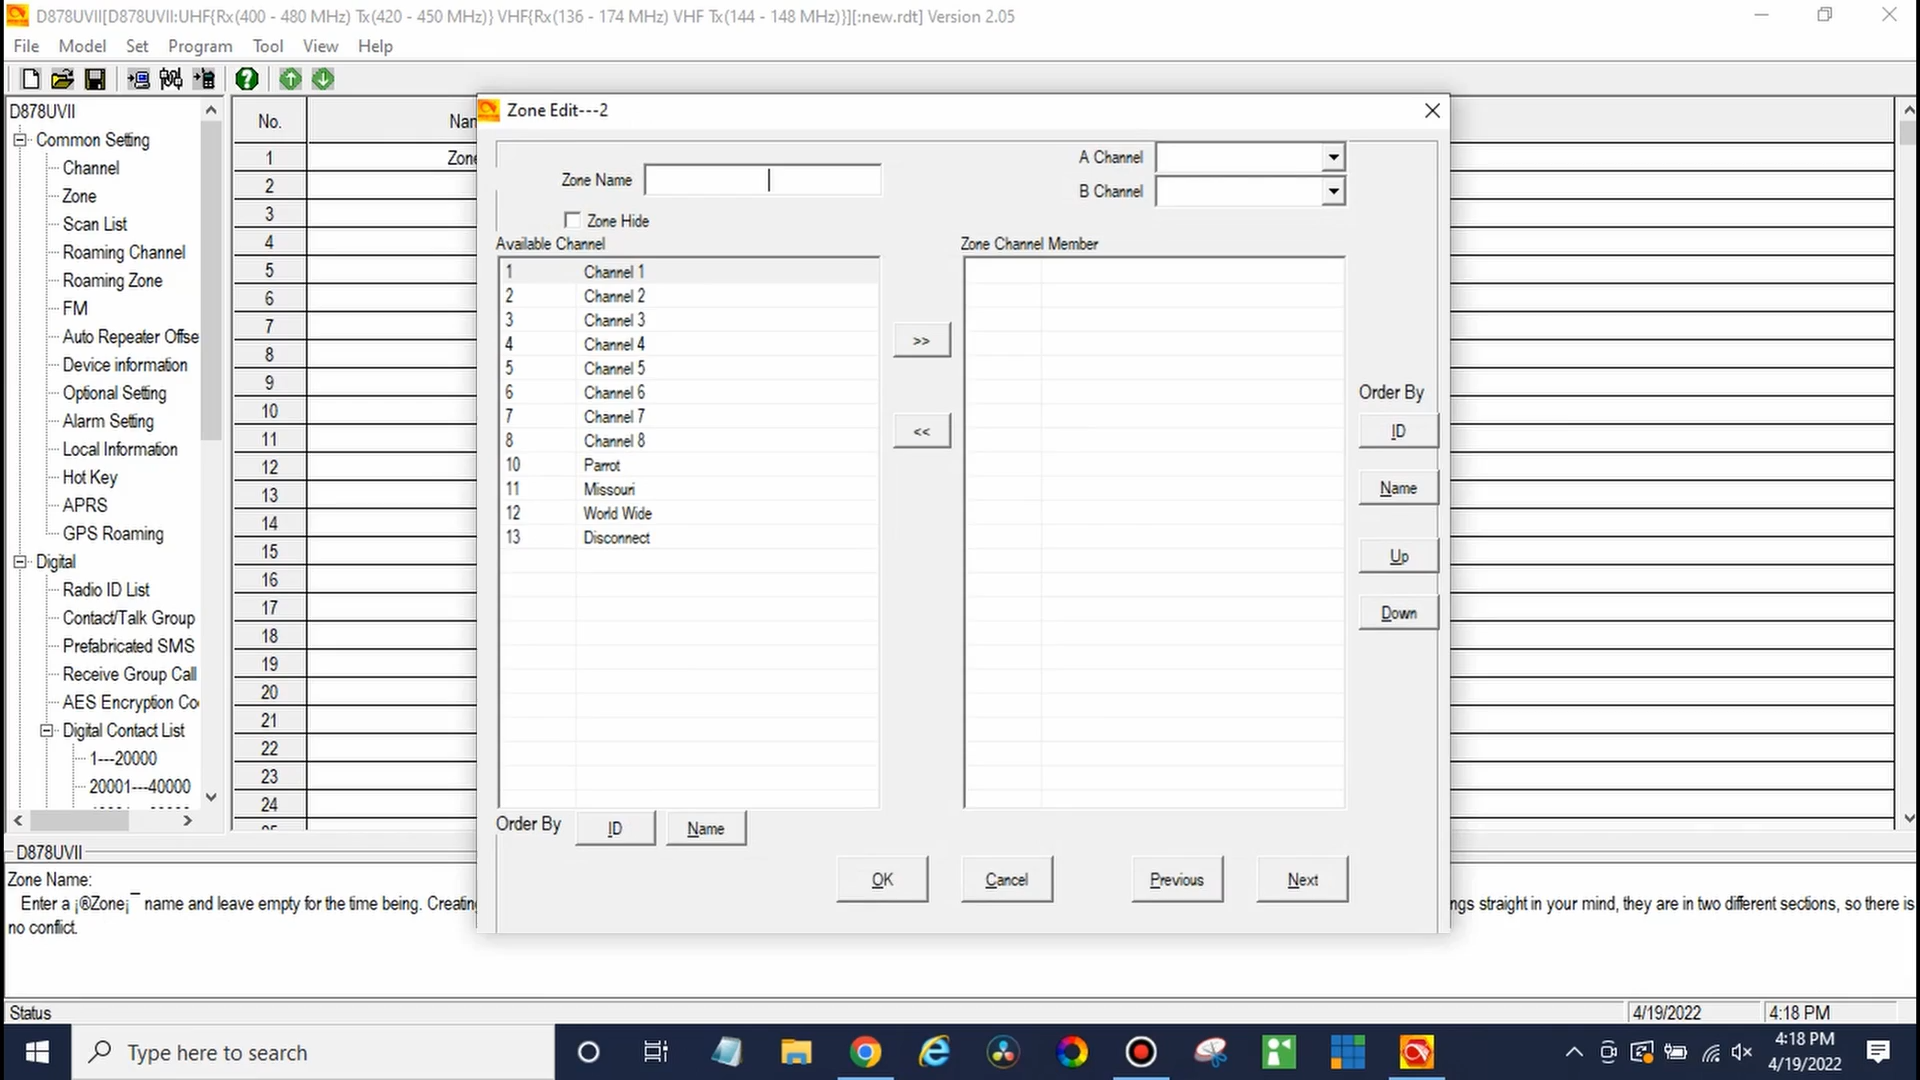 D878UVII[D878UVII:UHF{Rx(400 - 480 MHz) Tx(420 - 450 MHz)} VHF{Rx(136 - 174 MHz) VHF Tx(144 - 148 MHz)}][:new.rdt] Version 2.05
File Model Set Program Tool View Help
D878UVII
Common Setting
Channel
Zone
Scan List
Roaming Channel
Roaming Zone
FM
Auto Repeater Offse
Device information
Optional Setting
Alarm Setting
Local Information
Hot Key
APRS
GPS Roaming
Digital
Radio ID List
Contact/Talk Group
Prefabricated SMS
Receive Group Call
AES Encryption Co
Digital Contact List
1---20000
20001---40000
No. Nam
1 Zone
2
3
4
5
6
7
8
9
10
11
12
13
14
15
16
17
18
19
20
21
22
23
24
Zone Edit---2
Zone Name
A Channel
B Channel
Zone Hide
Available Channel
1 Channel 1
2 Channel 2
3 Channel 3
4 Channel 4
5 Channel 5
6 Channel 6
7 Channel 7
8 Channel 8
10 Parrot
11 Missouri
12 World Wide
13 Disconnect
>>
<<
Zone Channel Member
Order By
ID
Name
Up
Down
Order By ID Name
OK Cancel Previous Next
D878UVII
Zone Name:
Enter a ¡®Zone¡¯ name and leave empty for the time being. Creating
ngs straight in your mind, they are in two different sections, so there is
no conflict.
Status 4/19/2022 4:18 PM
Type here to search
4:18 PM
4/19/2022